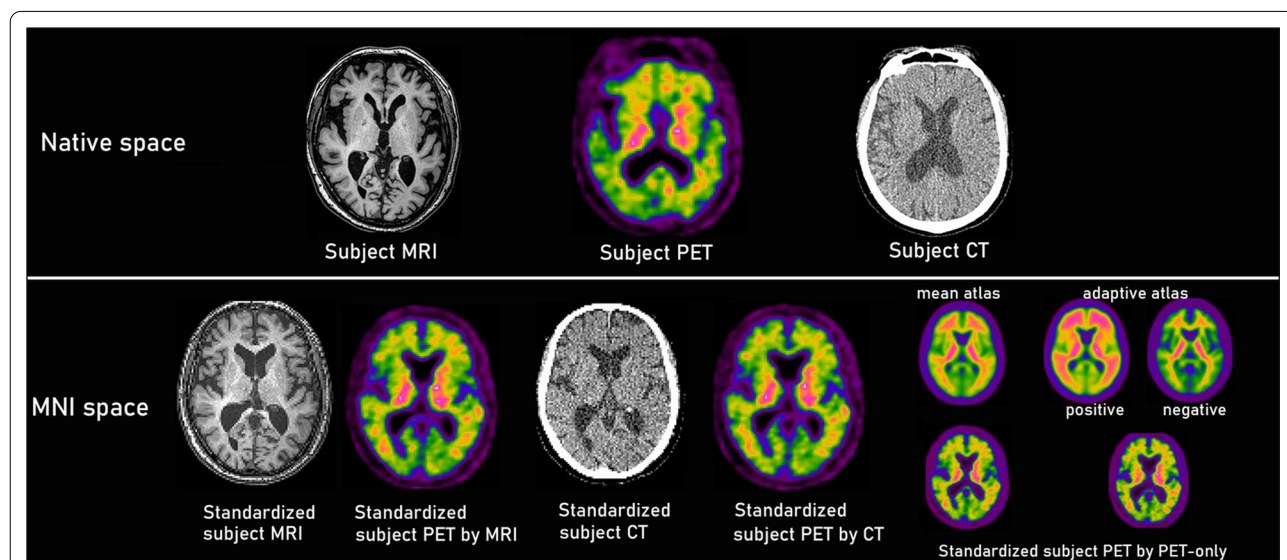 Native space
Subject MRI
Subject PET
Subject CT
MNI space
Standardized
subject MRI
Standardized
subject PET by MRI
Standardized
subject CT
Standardized
subject PET by CT
mean atlas
adaptive atlas
positive
negative
Standardized subject PET by PET-only